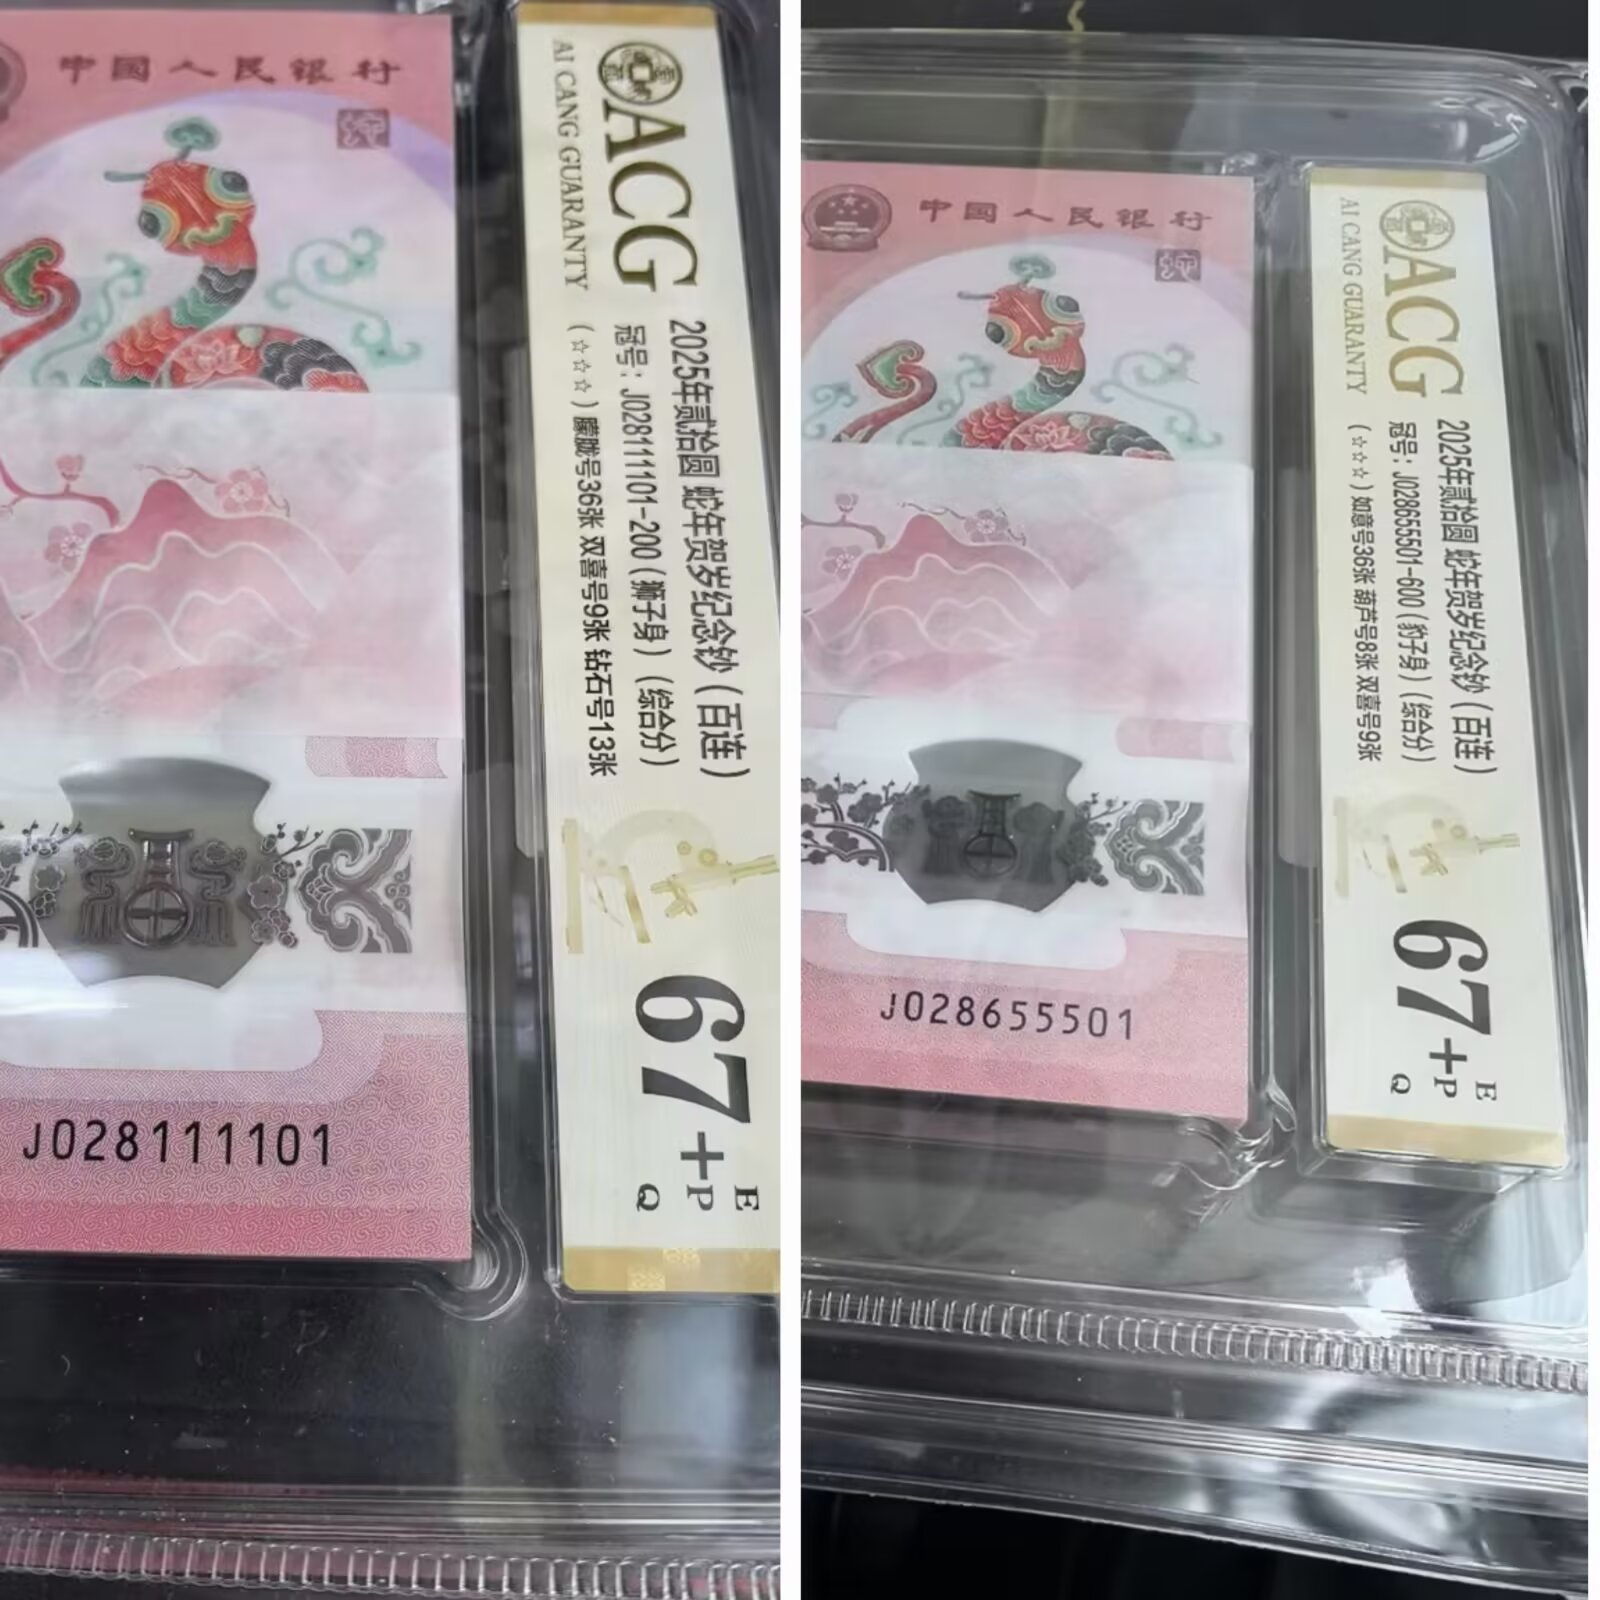 中国人民银行
J028111101
ACG
AI CANG GUARANTY
2025年贰拾圆 蛇年贺岁纪念钞（百连）
冠号：J028111101-200（狮子身）（综合分）
（☆☆☆）朦胧号36张 双喜号9张 钻石号13张
67+
E
P
Q
中国人民银行
J028655501
ACG
AI CANG GUARANTY
2025年贰拾圆 蛇年贺岁纪念钞（百连）
冠号：J028655501-600（豹子身）（综合分）
（☆☆☆）如意号36张 葫芦号8张 双喜号9张
67+
E
P
Q